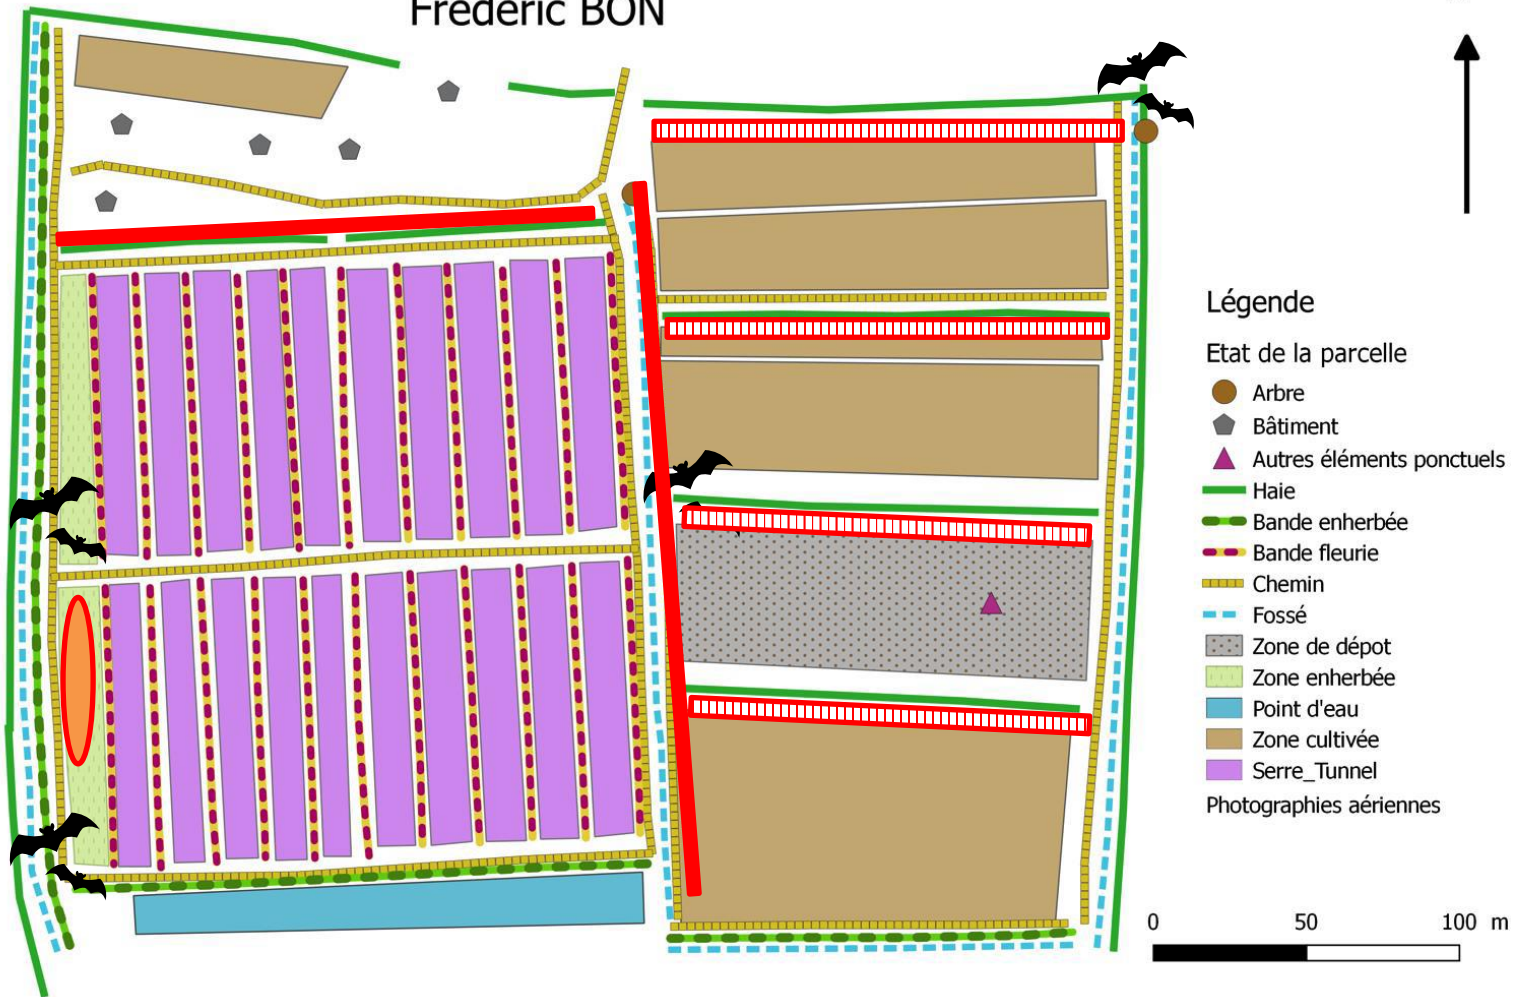 Frédéric BON
Légende
Etat de la parcelle
Arbre
Bâtiment
Autres éléments ponctuels
Haie
Bande enherbée
Bande fleurie
Chemin
Fossé
Zone de dépot
Zone enherbée
Point d'eau
Zone cultivée
Serre_Tunnel
Photographies aériennes
0 50 100 m